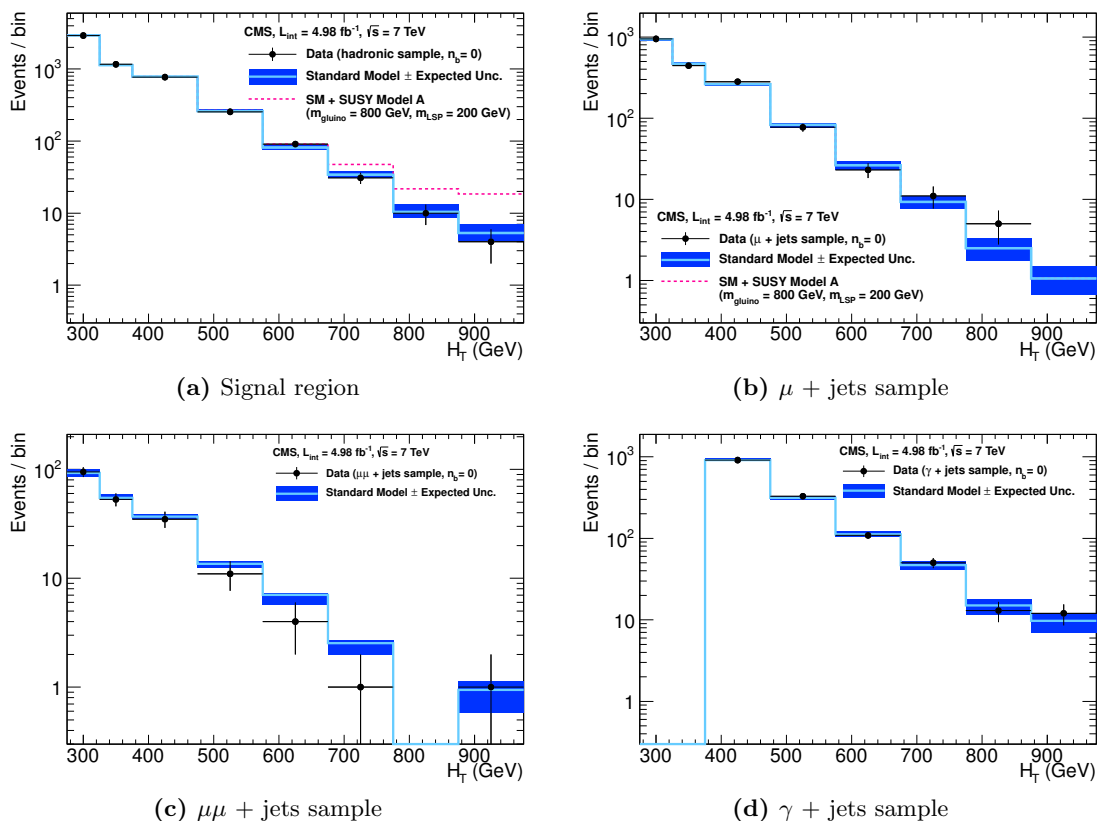 Events / bin
CMS, L_int = 4.98 fb⁻¹, √s = 7 TeV
Data (hadronic sample, n_b= 0)
Standard Model ± Expected Unc.
SM + SUSY Model A
(m_gluino = 800 GeV, m_LSP = 200 GeV)
10³
10²
10
1
300 400 500 600 700 800 900
H_T (GeV)
(a) Signal region
Events / bin
10³
10²
10
1
CMS, L_int = 4.98 fb⁻¹, √s = 7 TeV
Data (μ + jets sample, n_b= 0)
Standard Model ± Expected Unc.
SM + SUSY Model A
(m_gluino = 800 GeV, m_LSP = 200 GeV)
300 400 500 600 700 800 900
H_T (GeV)
(b) μ + jets sample
Events / bin
CMS, L_int = 4.98 fb⁻¹, √s = 7 TeV
Data (μμ + jets sample, n_b= 0)
Standard Model ± Expected Unc.
10²
10
1
300 400 500 600 700 800 900
H_T (GeV)
(c) μμ + jets sample
Events / bin
CMS, L_int = 4.98 fb⁻¹, √s = 7 TeV
Data (γ + jets sample, n_b= 0)
Standard Model ± Expected Unc.
10³
10²
10
1
300 400 500 600 700 800 900
H_T (GeV)
(d) γ + jets sample